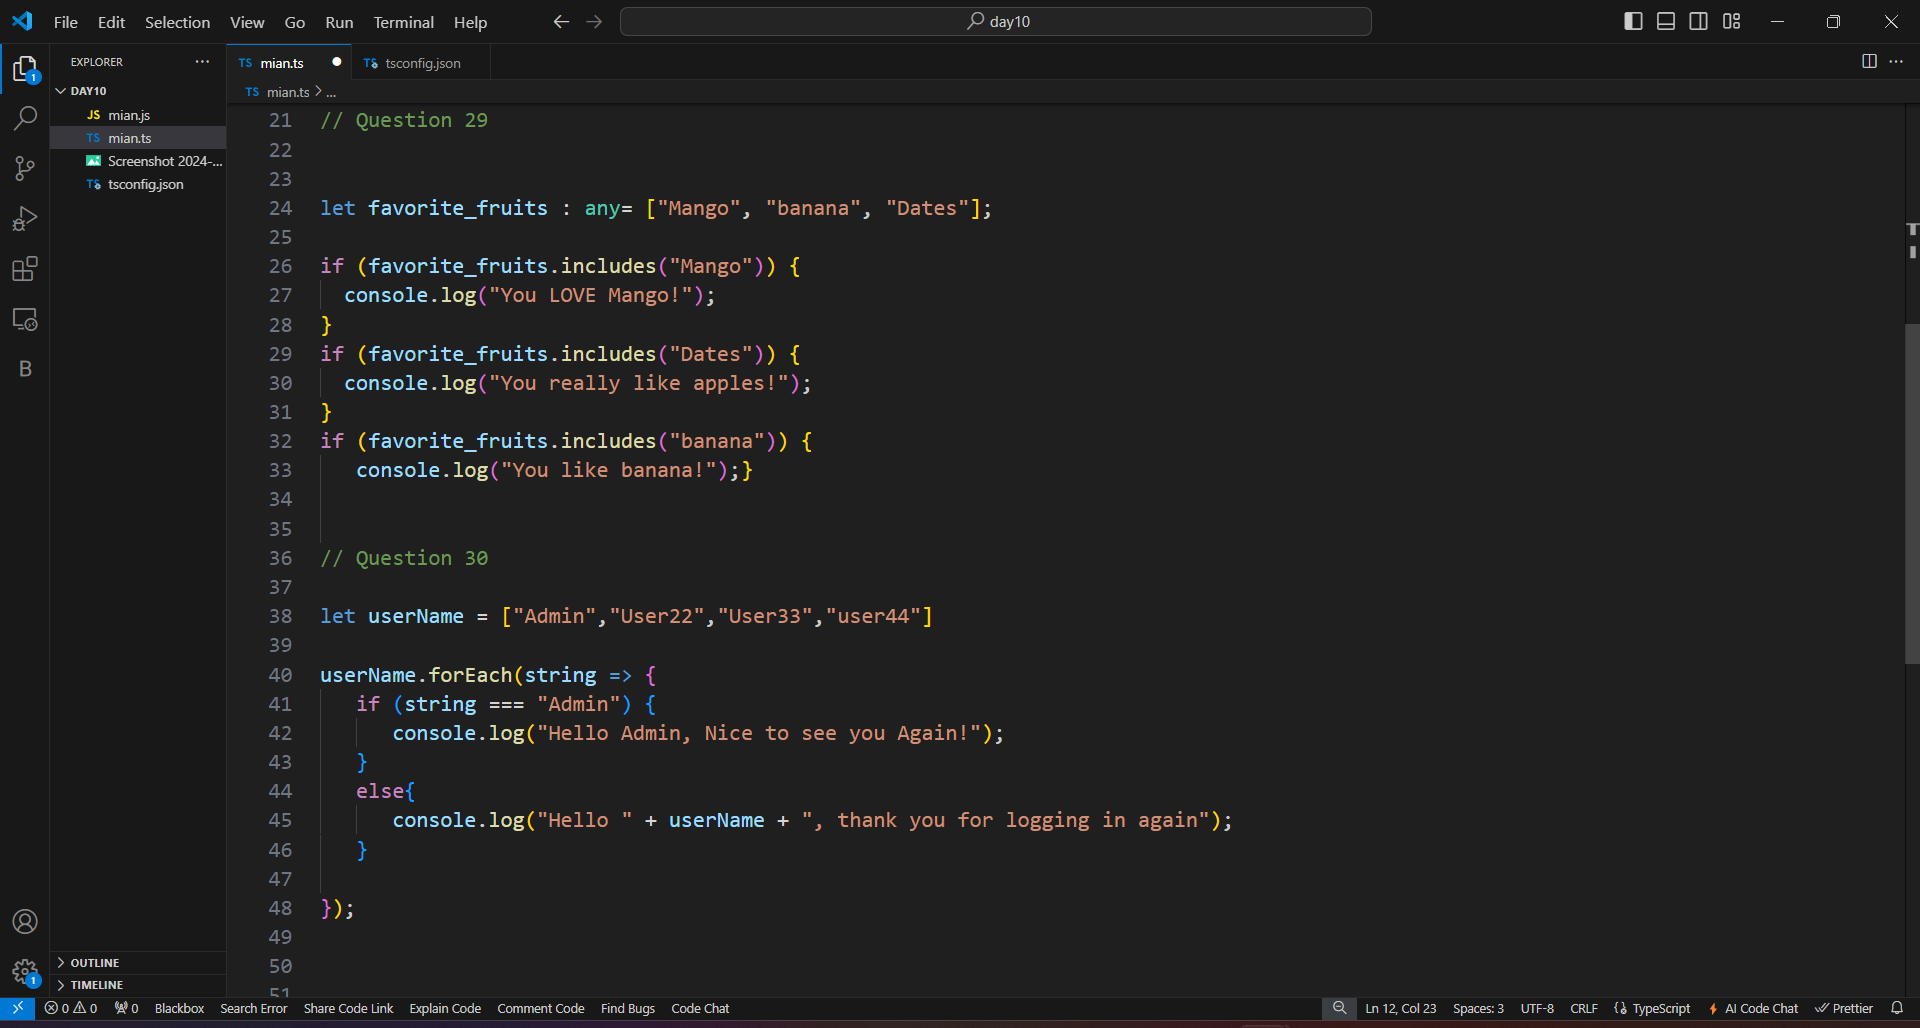 File Edit Selection View Go Run Terminal Help
day10
EXPLORER
DAY10
JS mian.js
TS mian.ts
Screenshot 2024-...
TS tsconfig.json
OUTLINE
TIMELINE
1
1
B
TS mian.ts
TS tsconfig.json
TS mian.ts > ...
21 // Question 29
22
23
24 let favorite_fruits : any= ["Mango", "banana", "Dates"];
25
26 if (favorite_fruits.includes("Mango")) {
27 console.log("You LOVE Mango!");
28 }
29 if (favorite_fruits.includes("Dates")) {
30 console.log("You really like apples!");
31 }
32 if (favorite_fruits.includes("banana")) {
33 console.log("You like banana!");}
34
35
36 // Question 30
37
38 let userName = ["Admin","User22","User33","user44"]
39
40 userName.forEach(string => {
41 if (string === "Admin") {
42 console.log("Hello Admin, Nice to see you Again!");
43 }
44 else{
45 console.log("Hello " + userName + ", thank you for logging in again");
46 }
47
48 });
49
50
51
0 0 0 Blackbox Search Error Share Code Link Explain Code Comment Code Find Bugs Code Chat Ln 12, Col 23 Spaces: 3 UTF-8 CRLF {} TypeScript AI Code Chat Prettier